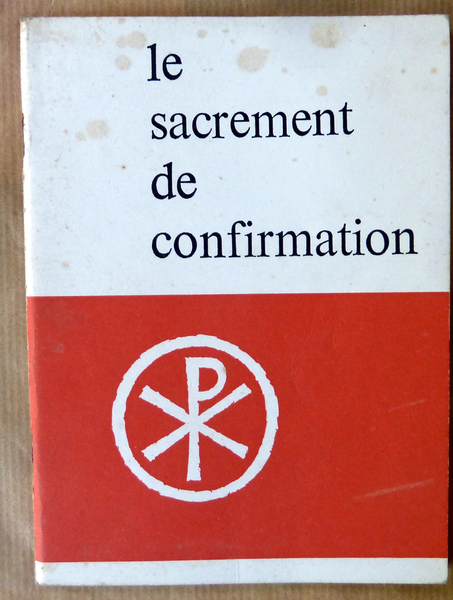 le
sacrement
de
confirmation